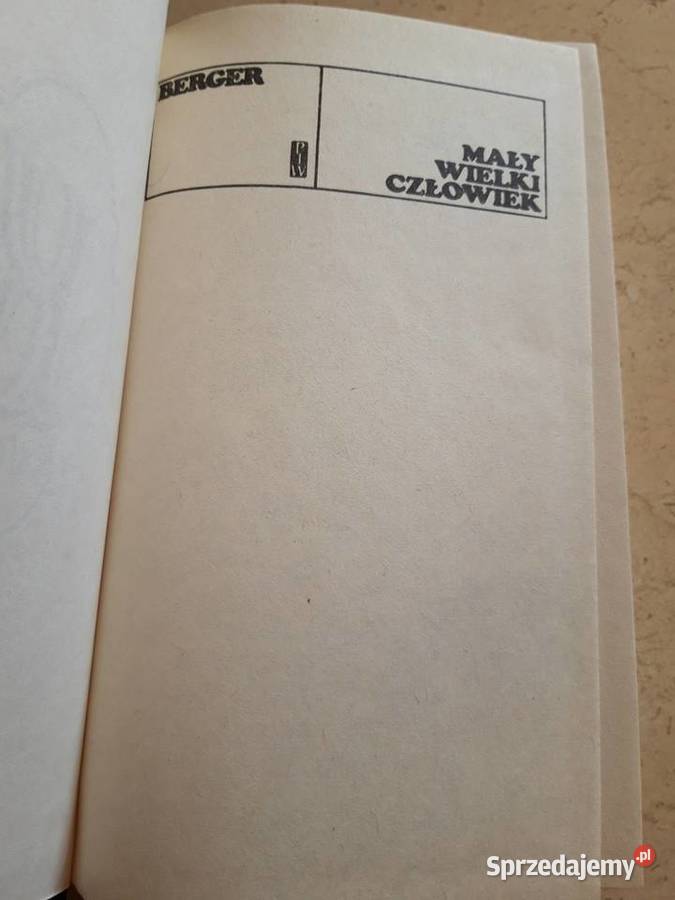 BERGER
PIW
MAŁY
WIELKI
CZŁOWIEK
Sprzedajemy.pl